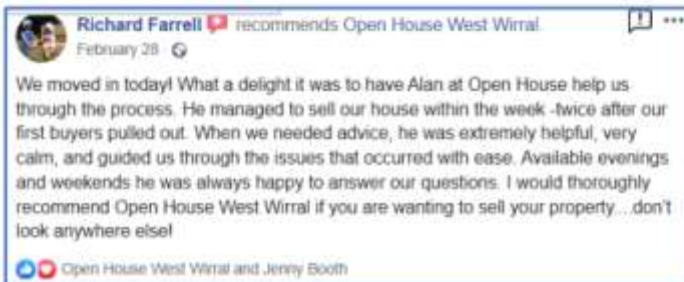 Richard Farrell recommends Open House West Wirral.
February 28
We moved in today! What a delight it was to have Alan at Open House help us
through the process. He managed to sell our house within the week -twice after our
first buyers pulled out. When we needed advice, he was extremely helpful, very
calm, and guided us through the issues that occurred with ease. Available evenings
and weekends he was always happy to answer our questions. I would thoroughly
recommend Open House West Wirral if you are wanting to sell your property…don't
look anywhere else!
Open House West Wirral and Jenny Booth